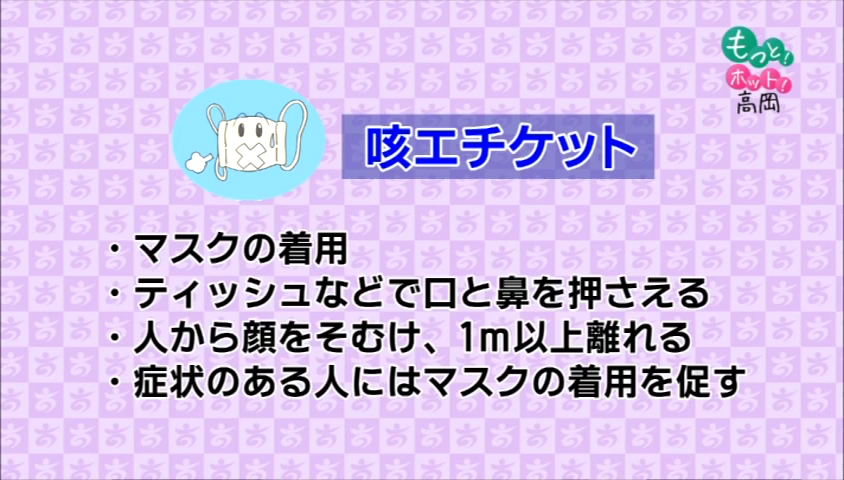 もっと!
ホット!
高岡
咳エチケット
・マスクの着用
・ティッシュなどで口と鼻を押さえる
・人から顔をそむけ、1m以上離れる
・症状のある人にはマスクの着用を促す